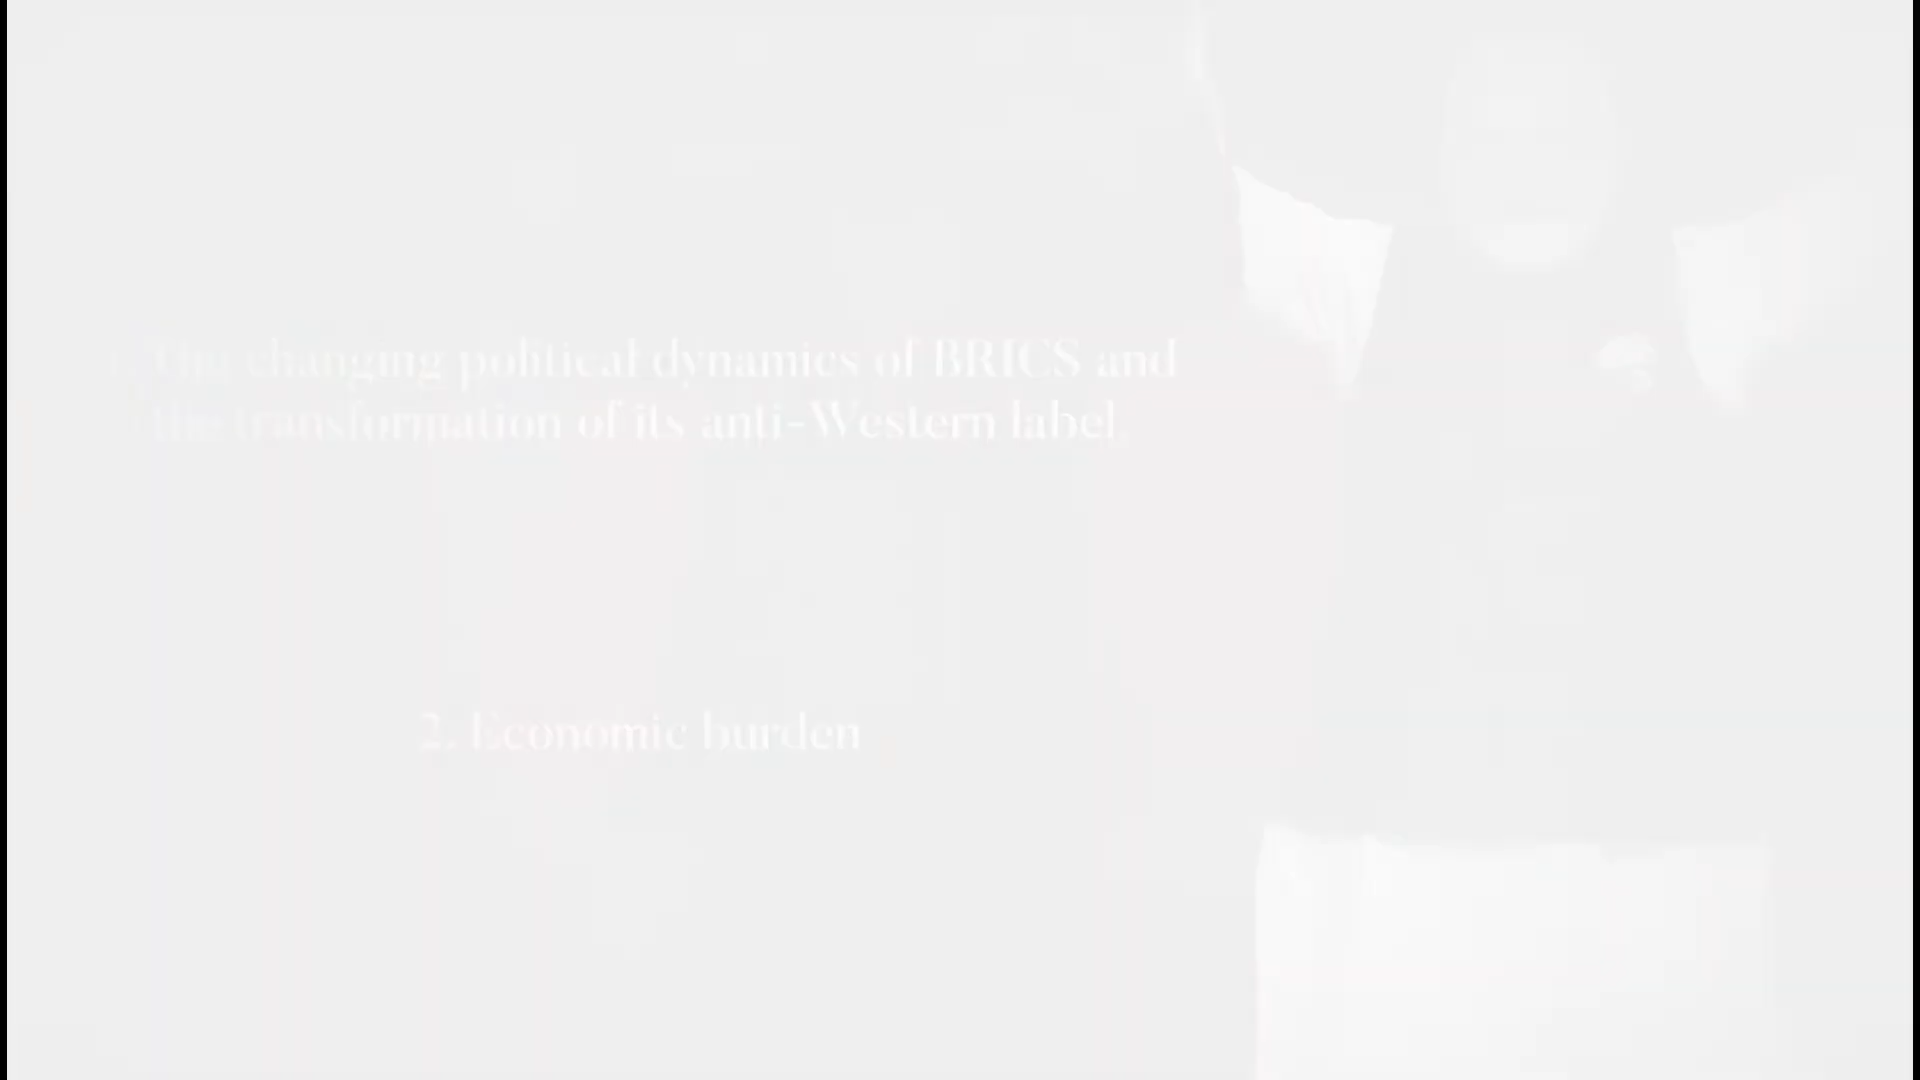 The changing political dynamics of BRICS and
the transformation of its anti-Western label
2. Economic burden